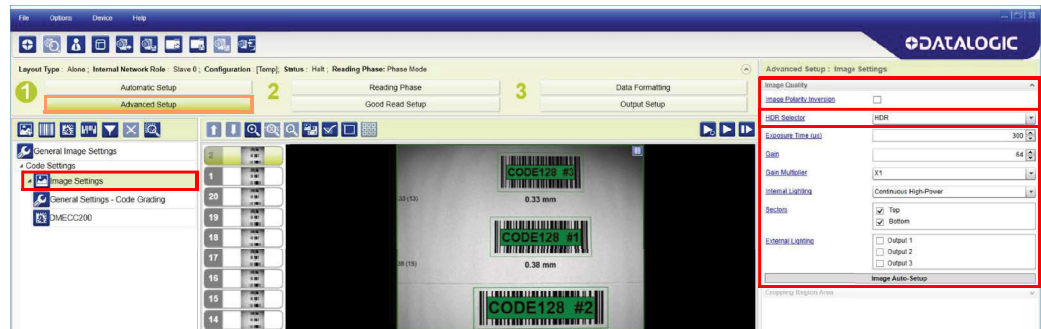 File Options Device Help
DATALOGIC
Layout Type : Alone ; Internal Network Role : Slave 0 ; Configuration : [Temp]; Status : Halt ; Reading Phase: Phase Mode
1
Automatic Setup
Advanced Setup
2
Reading Phase
Good Read Setup
3
Data Formatting
Output Setup
General Image Settings
Code Settings
Image Settings
General Settings - Code Grading
DMECC200
2
1
20
19
18
17
16
15
14
CODE128 #3
0.33 (13)
0.33 mm
CODE128 #1
0.38 mm
CODE128 #2
Advanced Setup : Image Settings
Image Quality
Image Polarity Inversion
HDR Selector HDR
Exposure Time (us) 300
Gain 64
Gain Multiplier X1
Internal Lighting Continuous High-Power
Sectors Top
Bottom
External Lighting Output 1
Output 2
Output 3
Image Auto-Setup
Cropping Region Area